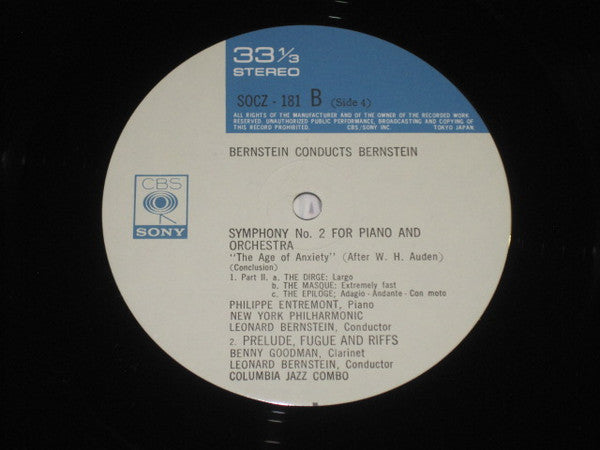 33 1/3
STEREO
SOCZ - 181 B (Side 4)
ALL RIGHTS OF THE MANUFACTURER AND OF THE OWNER OF THE RECORDED WORK
RESERVED. UNAUTHORIZED PUBLIC PERFORMANCE, BROADCASTING AND COPYING OF
THIS RECORD PROHIBITED. CBS/SONY INC. TOKYO JAPAN.
BERNSTEIN CONDUCTS BERNSTEIN
CBS
SONY
SYMPHONY No. 2 FOR PIANO AND
ORCHESTRA
"The Age of Anxiety" (After W. H. Auden)
(Conclusion)
1. Part II. a. THE DIRGE; Largo
b. THE MASQUE; Extremely fast
c. THE EPILOGE; Adagio - Andante - Con moto
PHILIPPE ENTREMONT, Piano
NEW YORK PHILHARMONIC
LEONARD BERNSTEIN, Conductor
2. PRELUDE, FUGUE AND RIFFS
BENNY GOODMAN, Clarinet
LEONARD BERNSTEIN, Conductor
COLUMBIA JAZZ COMBO